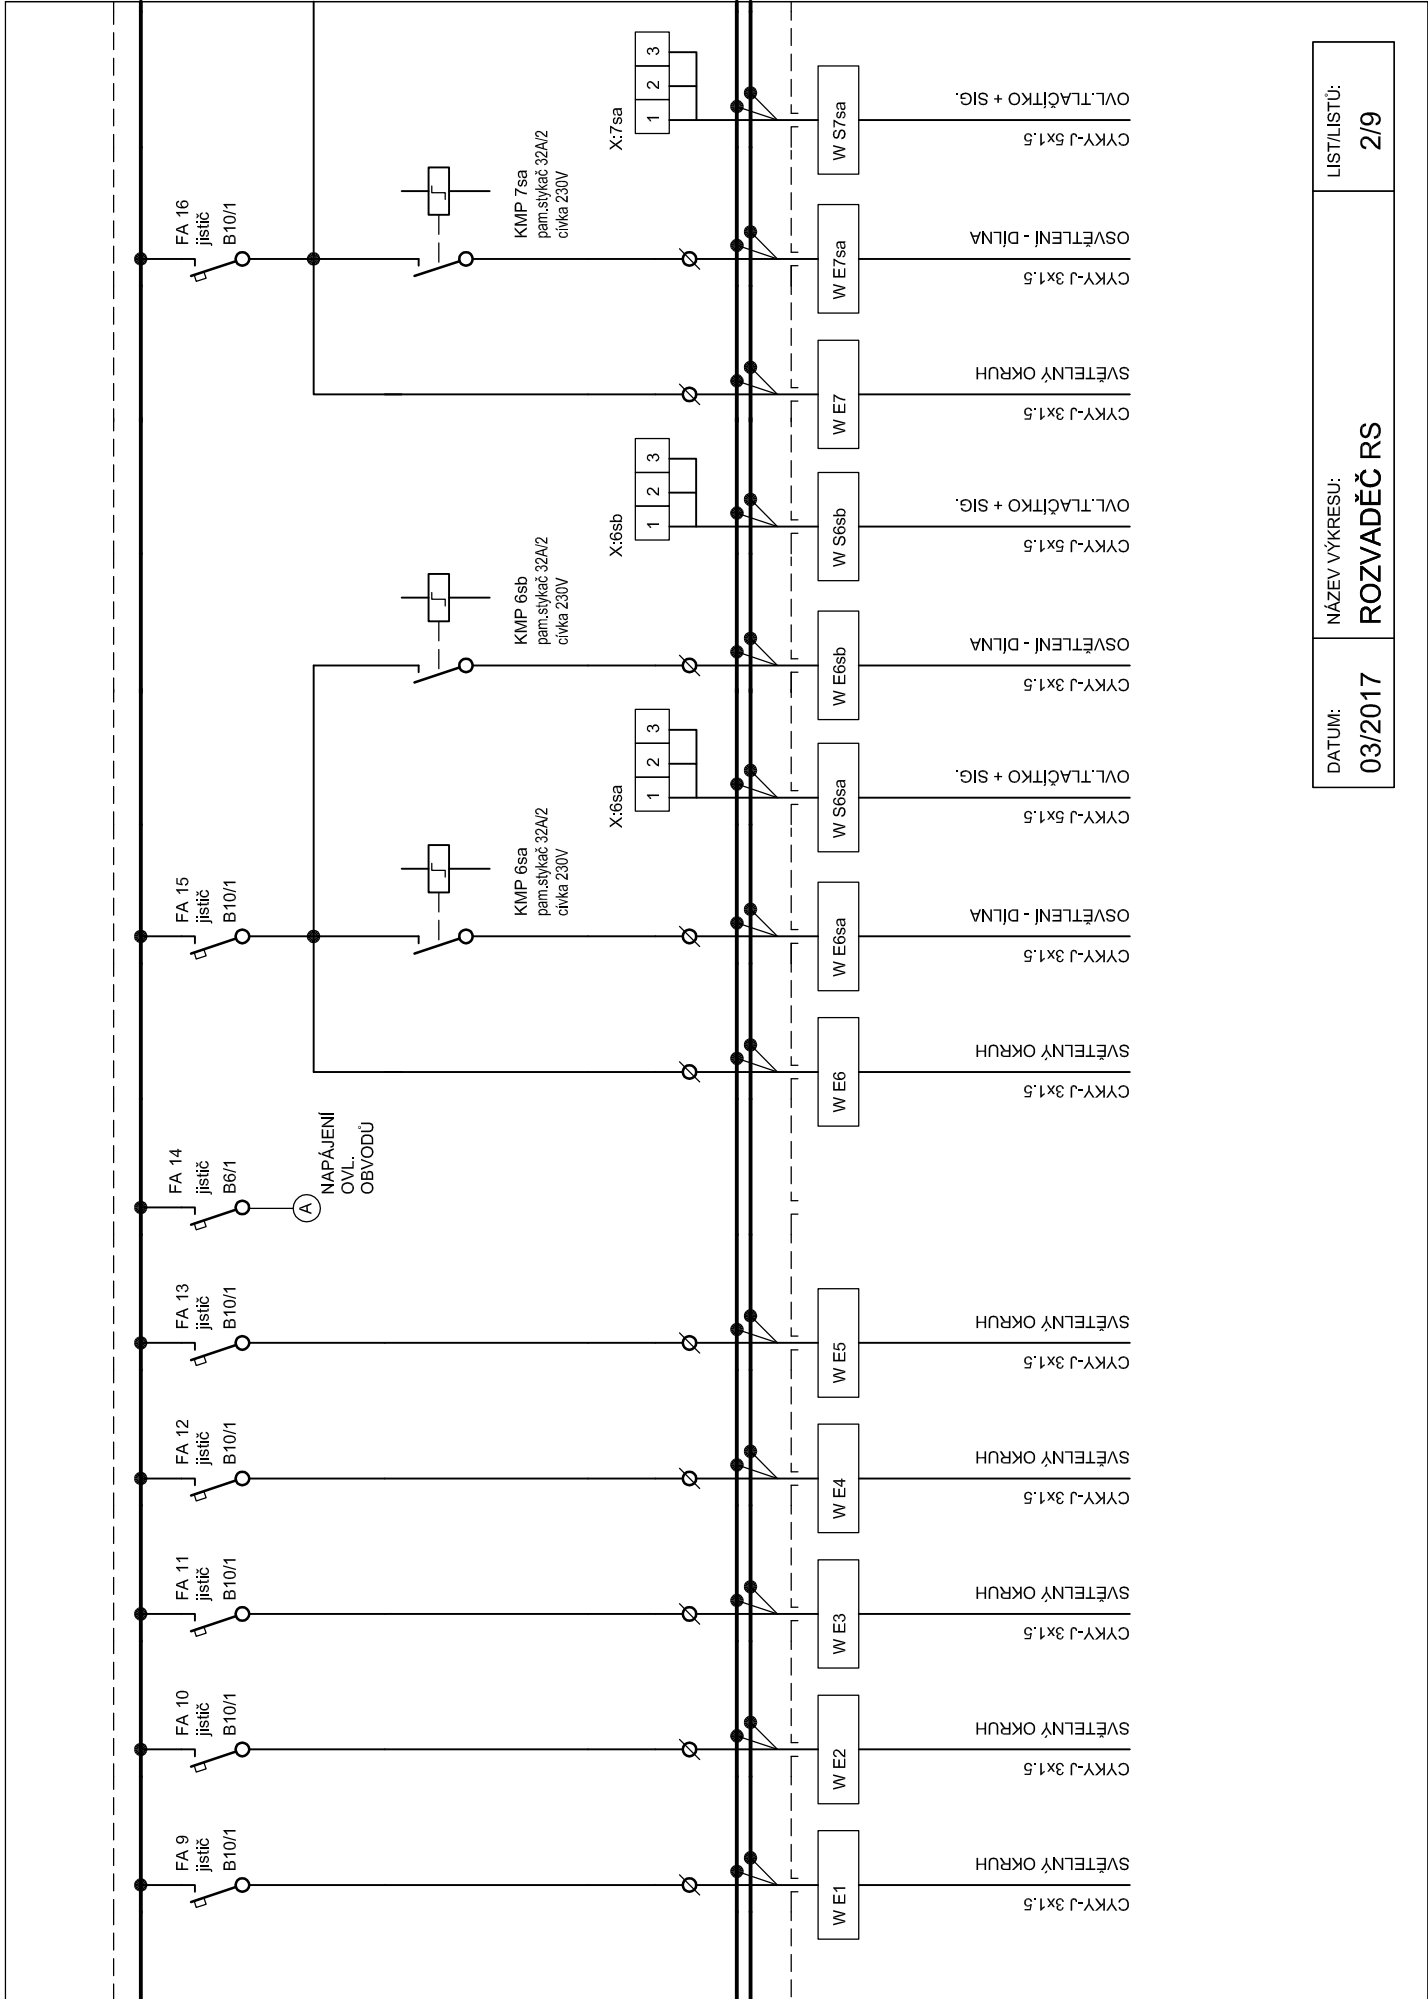 FA 9
jistič
B10/1
FA 10
jistič
B10/1
FA 11
jistič
B10/1
FA 12
jistič
B10/1
FA 13
jistič
B10/1
FA 14
jistič
B6/1
A
NAPÁJENÍ
OVL.
OBVODŮ
FA 15
jistič
B10/1
FA 16
jistič
B10/1
KMP 6sa
pam.stykač 32A/2
cívka 230V
KMP 6sb
pam.stykač 32A/2
cívka 230V
KMP 7sa
pam.stykač 32A/2
cívka 230V
X:6sa
1 2 3
X:6sb
1 2 3
X:7sa
1 2 3
W E1
CYKY-J 3x1.5
SVĚTELNÝ OKRUH
W E2
CYKY-J 3x1.5
SVĚTELNÝ OKRUH
W E3
CYKY-J 3x1.5
SVĚTELNÝ OKRUH
W E4
CYKY-J 3x1.5
SVĚTELNÝ OKRUH
W E5
CYKY-J 3x1.5
SVĚTELNÝ OKRUH
W E6
CYKY-J 3x1.5
SVĚTELNÝ OKRUH
W E6sa
CYKY-J 3x1.5
OSVĚTLENÍ - DÍLNA
W S6sa
CYKY-J 5x1.5
OVL.TLAČÍTKO + SIG.
W E6sb
CYKY-J 3x1.5
OSVĚTLENÍ - DÍLNA
W S6sb
CYKY-J 5x1.5
OVL.TLAČÍTKO + SIG.
W E7
CYKY-J 3x1.5
SVĚTELNÝ OKRUH
W E7sa
CYKY-J 3x1.5
OSVĚTLENÍ - DÍLNA
W S7sa
CYKY-J 5x1.5
OVL.TLAČÍTKO + SIG.
DATUM:
03/2017
NÁZEV VÝKRESU:
ROZVADĚČ RS
LIST/LISTŮ:
2/9